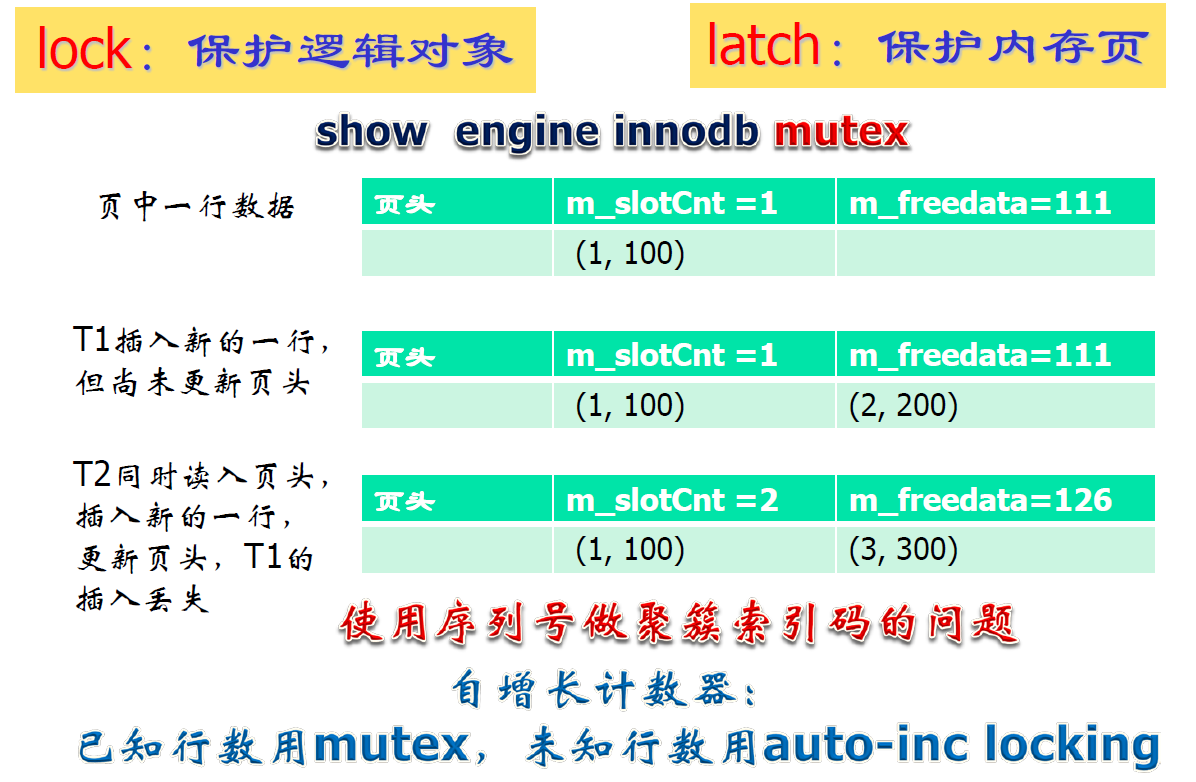 lock：保护逻辑对象
latch：保护内存页
show engine innodb mutex
页中一行数据
页头 m_slotCnt =1 m_freedata=111
(1, 100)
T1插入新的一行，
但尚未更新页头
页头 m_slotCnt =1 m_freedata=111
(1, 100) (2, 200)
T2同时读入页头，
插入新的一行，
更新页头，T1的
插入丢失
页头 m_slotCnt =2 m_freedata=126
(1, 100) (3, 300)
使用序列号做聚簇索引码的问题
自增长计数器：
已知行数用mutex，未知行数用auto-inc locking